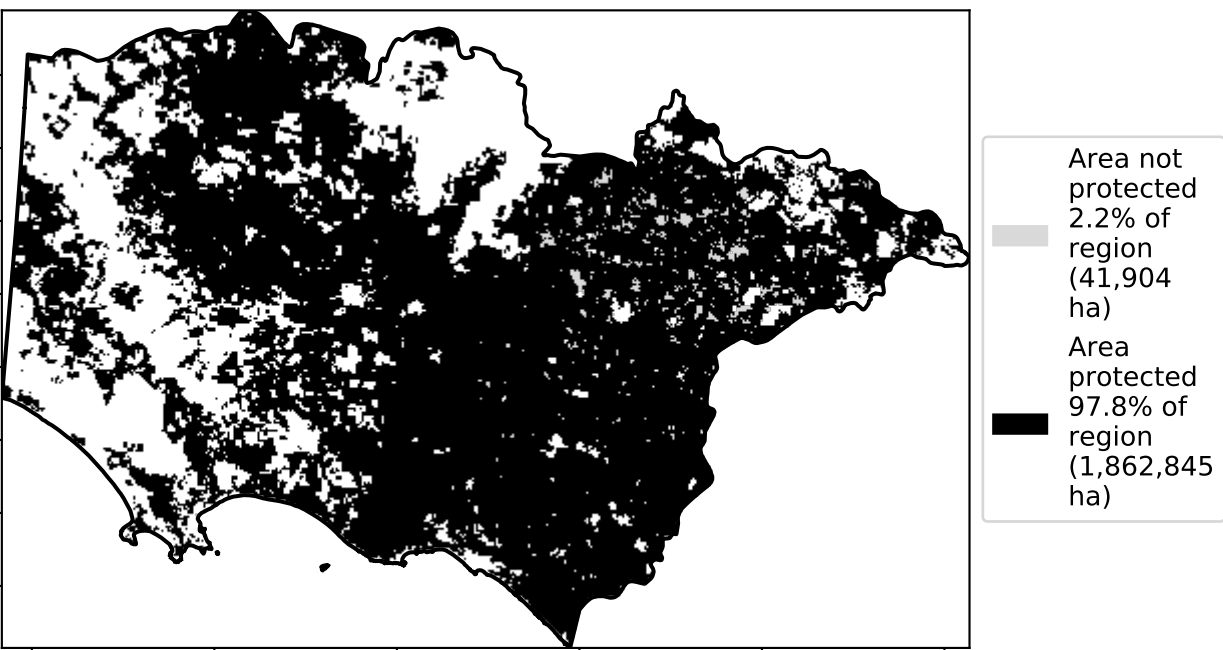 Area not
protected
2.2% of
region
(41,904
ha)
Area
protected
97.8% of
region
(1,862,845
ha)